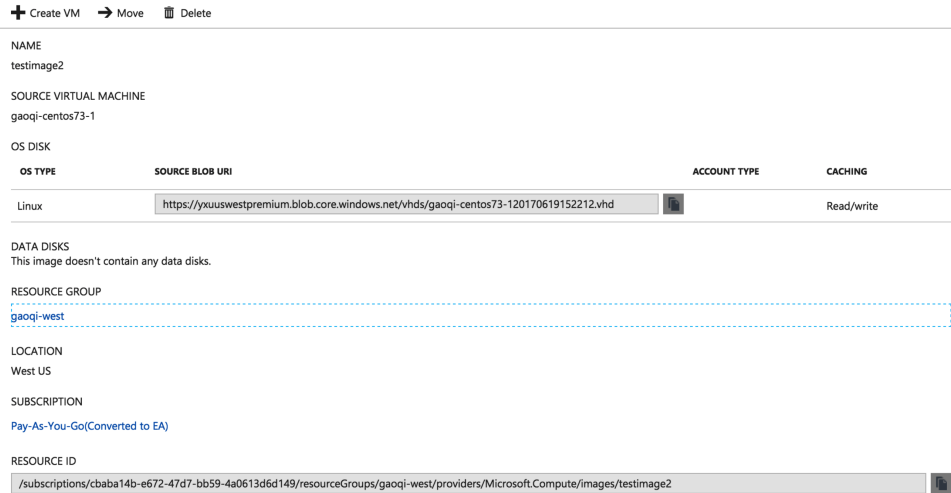 Create VM Move Delete
NAME
testimage2
SOURCE VIRTUAL MACHINE
gaoqi-centos73-1
OS DISK
OS TYPE SOURCE BLOB URI ACCOUNT TYPE CACHING
Linux https://yxuuswestpremium.blob.core.windows.net/vhds/gaoqi-centos73-120170619152212.vhd Read/write
DATA DISKS
This image doesn't contain any data disks.
RESOURCE GROUP
gaoqi-west
LOCATION
West US
SUBSCRIPTION
Pay-As-You-Go(Converted to EA)
RESOURCE ID
/subscriptions/cbaba14b-e672-47d7-bb59-4a0613d6d149/resourceGroups/gaoqi-west/providers/Microsoft.Compute/images/testimage2